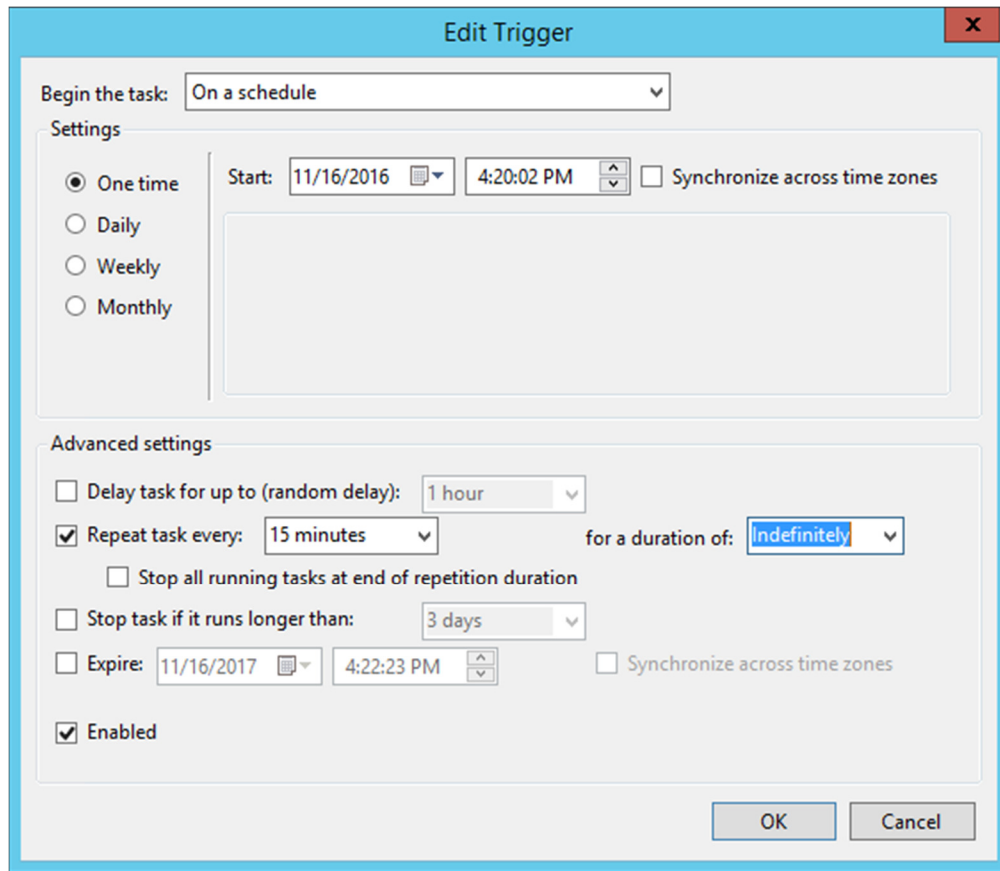 Edit Trigger
x
Begin the task: On a schedule
Settings
One time
Start: 11/16/2016 4:20:02 PM Synchronize across time zones
Daily
Weekly
Monthly
Advanced settings
Delay task for up to (random delay): 1 hour
Repeat task every: 15 minutes for a duration of: Indefinitely
Stop all running tasks at end of repetition duration
Stop task if it runs longer than: 3 days
Expire: 11/16/2017 4:22:23 PM Synchronize across time zones
Enabled
OK Cancel